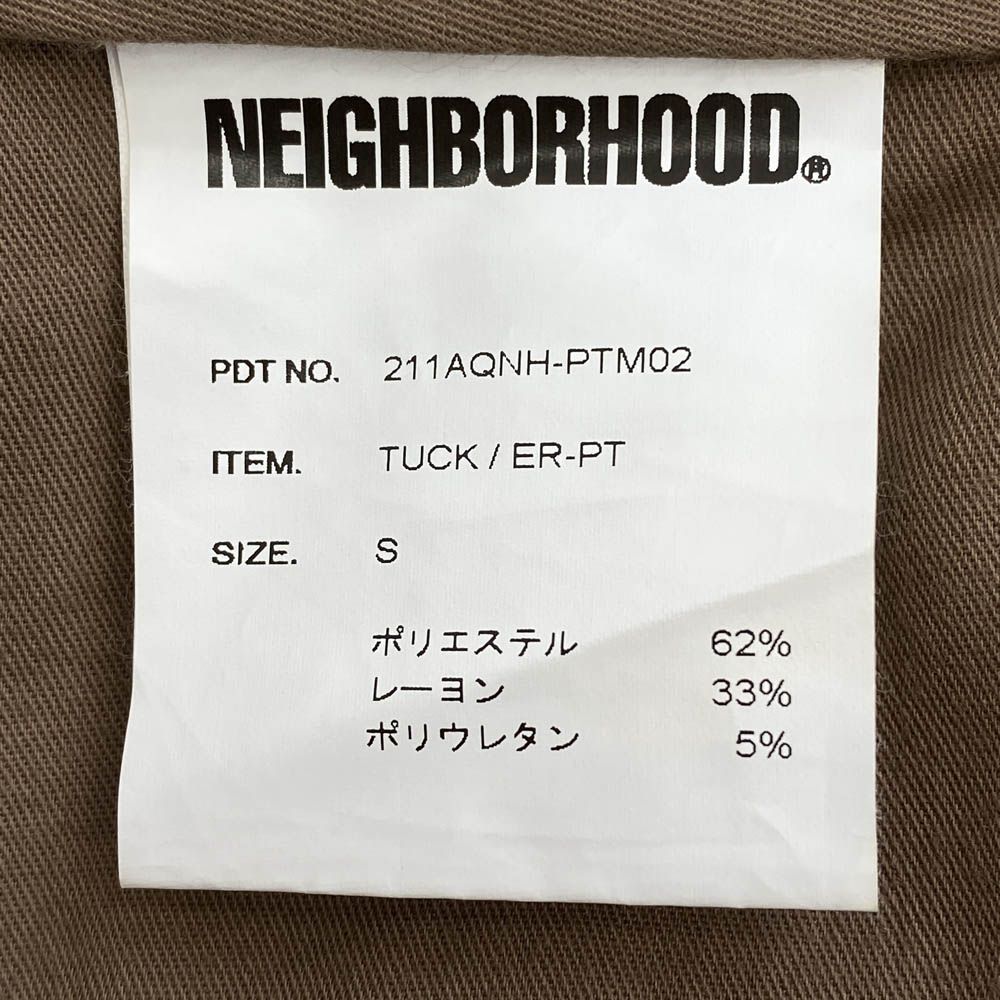 NEIGHBORHOOD®
PDT NO. 211AQNH-PTM02
ITEM. TUCK / ER-PT
SIZE. S
ポリエステル 62%
レーヨン 33%
ポリウレタン 5%